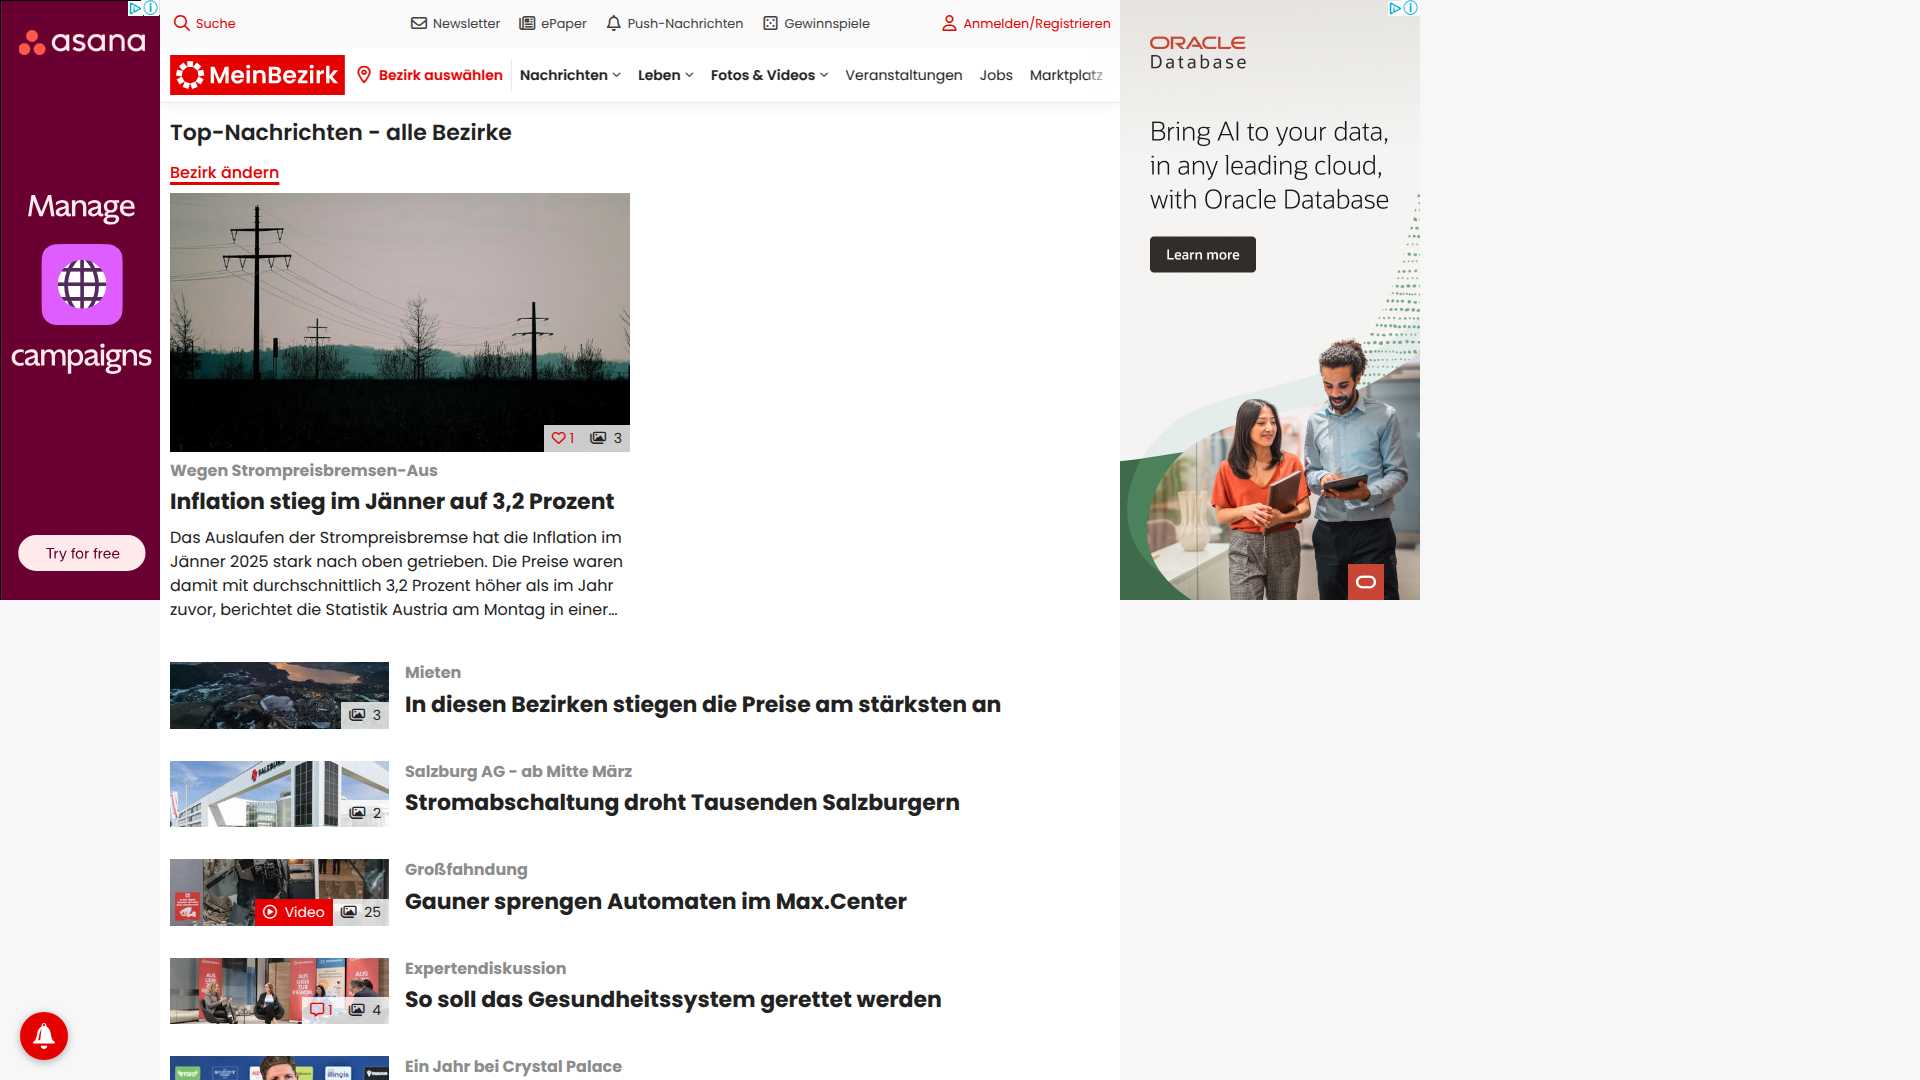 Suche
Newsletter
ePaper
Push-Nachrichten
Gewinnspiele
Anmelden/Registrieren
MeinBezirk
Bezirk auswählen
Nachrichten
Leben
Fotos & Videos
Veranstaltungen
Jobs
Marktplatz
asana
Manage
campaigns
Try for free
Top-Nachrichten - alle Bezirke
Bezirk ändern
1
3
Wegen Strompreisbremsen-Aus
Inflation stieg im Jänner auf 3,2 Prozent
Das Auslaufen der Strompreisbremse hat die Inflation im
Jänner 2025 stark nach oben getrieben. Die Preise waren
damit mit durchschnittlich 3,2 Prozent höher als im Jahr
zuvor, berichtet die Statistik Austria am Montag in einer...
3
Mieten
In diesen Bezirken stiegen die Preise am stärksten an
2
Salzburg AG - ab Mitte März
Stromabschaltung droht Tausenden Salzburgern
Video
25
Großfahndung
Gauner sprengen Automaten im Max.Center
1
4
Expertendiskussion
So soll das Gesundheitssystem gerettet werden
Ein Jahr bei Crystal Palace
ORACLE
Database
Bring AI to your data,
in any leading cloud,
with Oracle Database
Learn more